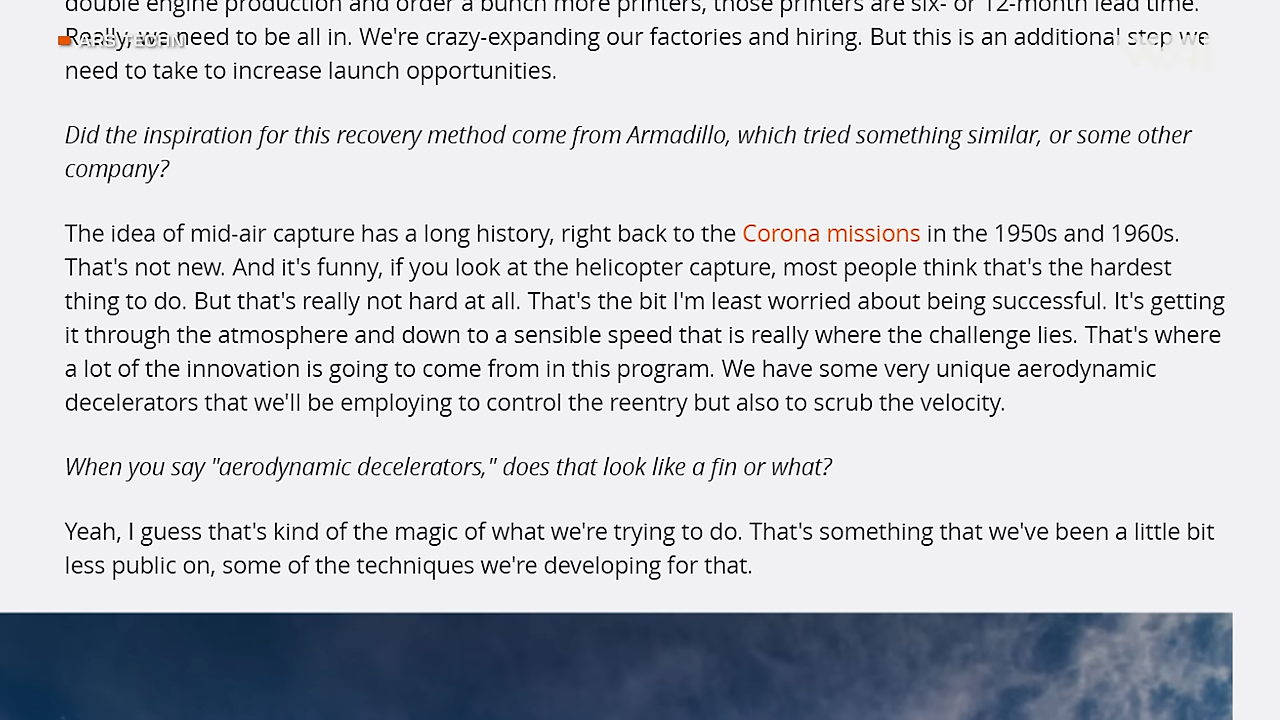 double engine production and order a bunch more printers, those printers are six- or 12-month lead time.
Really, we need to be all in. We're crazy-expanding our factories and hiring. But this is an additional step we
need to take to increase launch opportunities.
Did the inspiration for this recovery method come from Armadillo, which tried something similar, or some other
company?
The idea of mid-air capture has a long history, right back to the Corona missions in the 1950s and 1960s.
That's not new. And it's funny, if you look at the helicopter capture, most people think that's the hardest
thing to do. But that's really not hard at all. That's the bit I'm least worried about being successful. It's getting
it through the atmosphere and down to a sensible speed that is really where the challenge lies. That's where
a lot of the innovation is going to come from in this program. We have some very unique aerodynamic
decelerators that we'll be employing to control the reentry but also to scrub the velocity.
When you say "aerodynamic decelerators," does that look like a fin or what?
Yeah, I guess that's kind of the magic of what we're trying to do. That's something that we've been a little bit
less public on, some of the techniques we're developing for that.